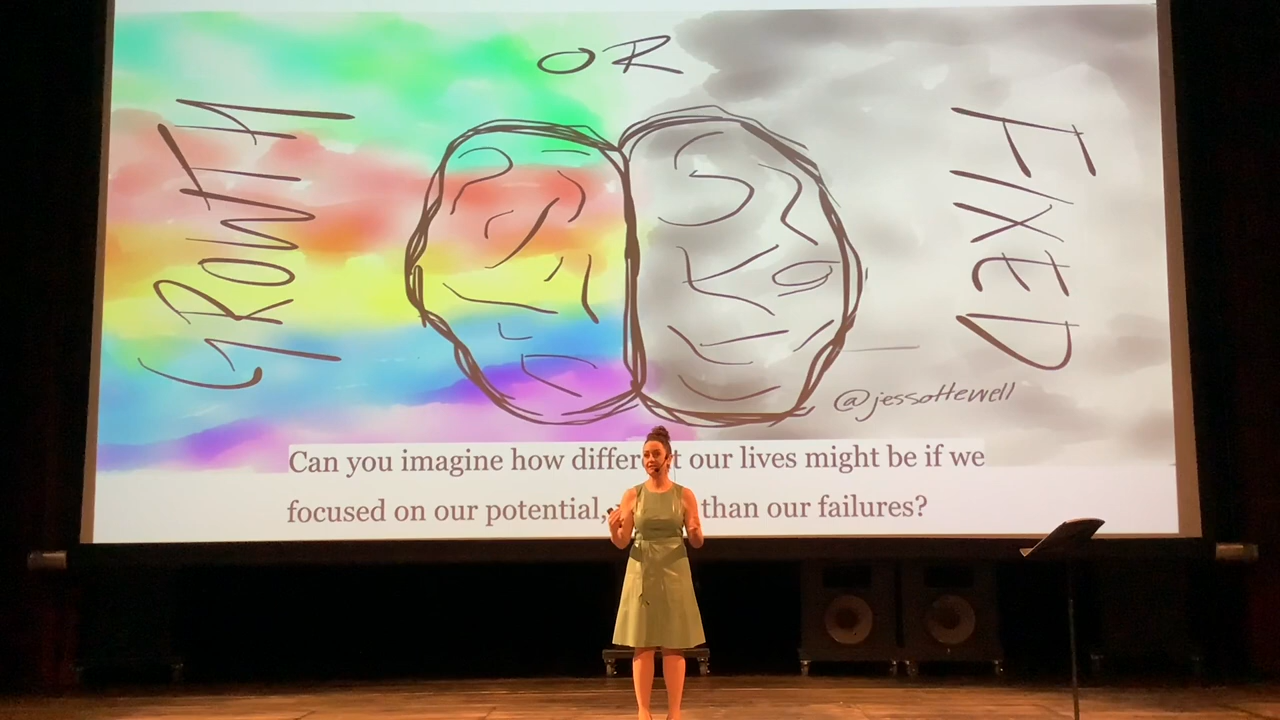 OR
GROWTH
FIXED
@jessottewell
Can you imagine how different our lives might be if we
focused on our potential, than our failures?